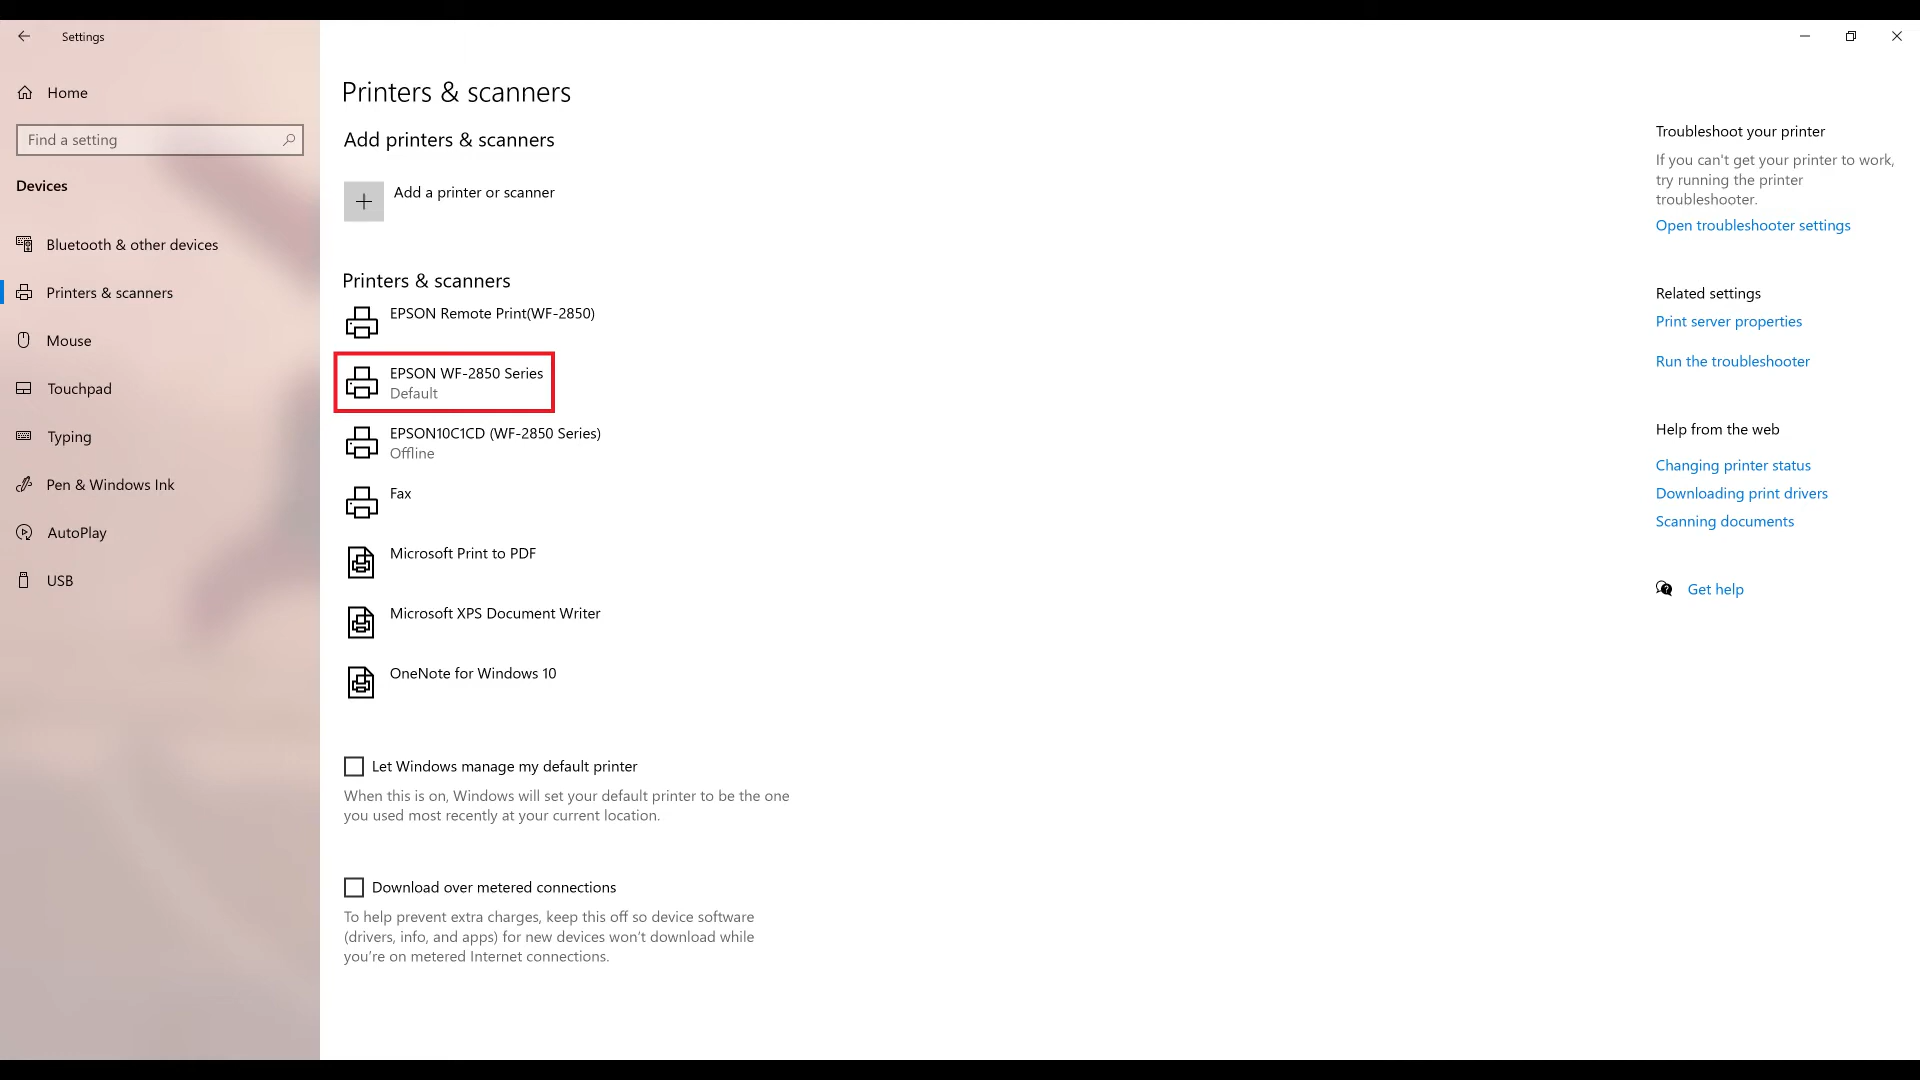 Settings
Home
Find a setting
Devices
Bluetooth & other devices
Printers & scanners
Mouse
Touchpad
Typing
Pen & Windows Ink
AutoPlay
USB
Printers & scanners
Add printers & scanners
Add a printer or scanner
Printers & scanners
EPSON Remote Print(WF-2850)
EPSON WF-2850 Series
Default
EPSON10C1CD (WF-2850 Series)
Offline
Fax
Microsoft Print to PDF
Microsoft XPS Document Writer
OneNote for Windows 10
Let Windows manage my default printer
When this is on, Windows will set your default printer to be the one
you used most recently at your current location.
Download over metered connections
To help prevent extra charges, keep this off so device software
(drivers, info, and apps) for new devices won't download while
you're on metered Internet connections.
Troubleshoot your printer
If you can't get your printer to work,
try running the printer
troubleshooter.
Open troubleshooter settings
Related settings
Print server properties
Run the troubleshooter
Help from the web
Changing printer status
Downloading print drivers
Scanning documents
Get help